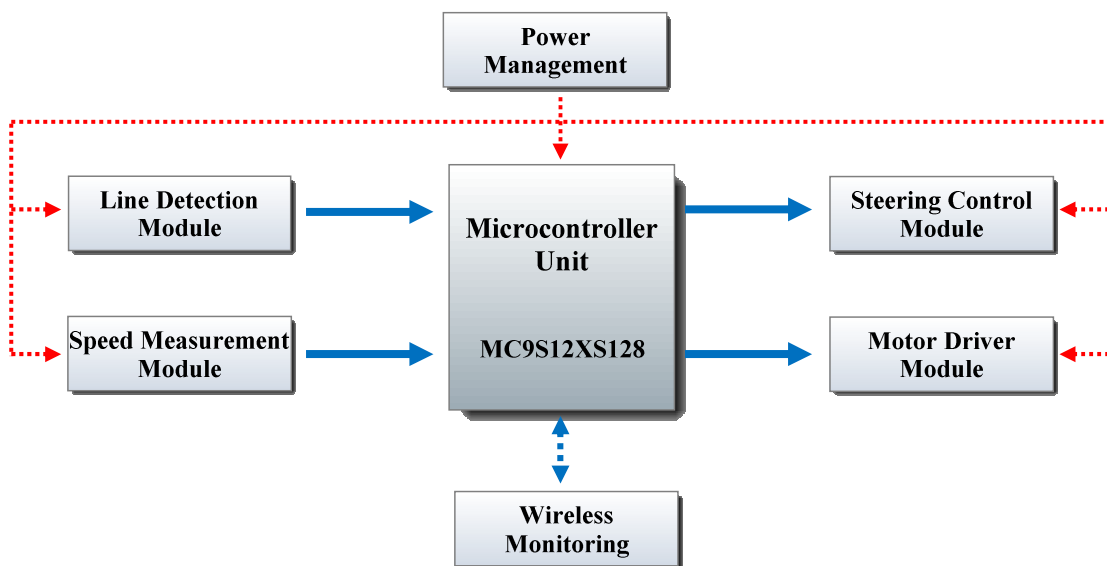 Power
Management
Line Detection
Module
Microcontroller
Unit
MC9S12XS128
Steering Control
Module
Speed Measurement
Module
Motor Driver
Module
Wireless
Monitoring